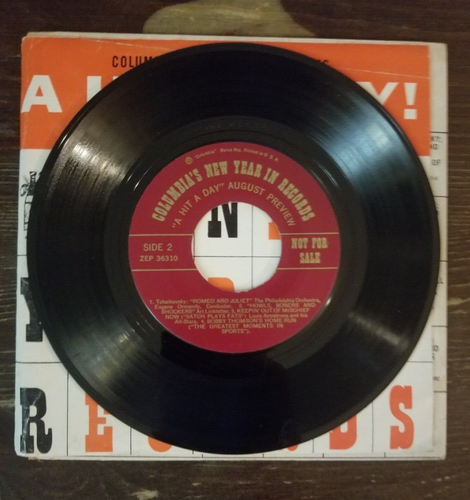 COLUM
A H Y!
® "Columbia"
COLUMBIA'S NEW YEAR IN RECORDS
"A HIT A DAY" AUGUST PREVIEW
SIDE 2
ZEP 36310
NOT FOR
SALE
1. Tchaikovsky: "ROMEO AND JULIET" The Philadelphia Orchestra,
Eugene Ormandy, Conductor. 2. "HOWLS, BONERS AND
SHOCKERS" Art Linkletter. 3. KEEPIN' OUT OF MISCHIEF
NOW ("SATCH PLAYS FATS") Louis Armstrong and his
All-Stars. 4. BOBBY THOMSON'S HOME RUN
("THE GREATEST MOMENTS IN
SPORTS").
N
Y
R E D S